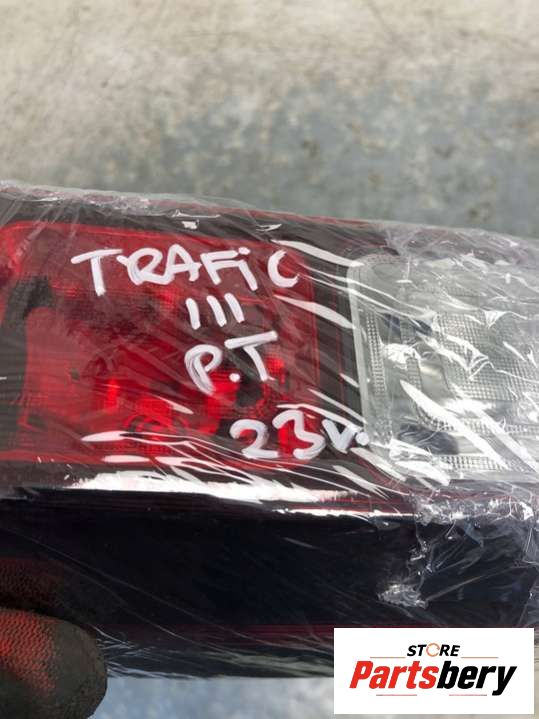 TRAFiC
III
P.T
23v.
STORE
Partsbery